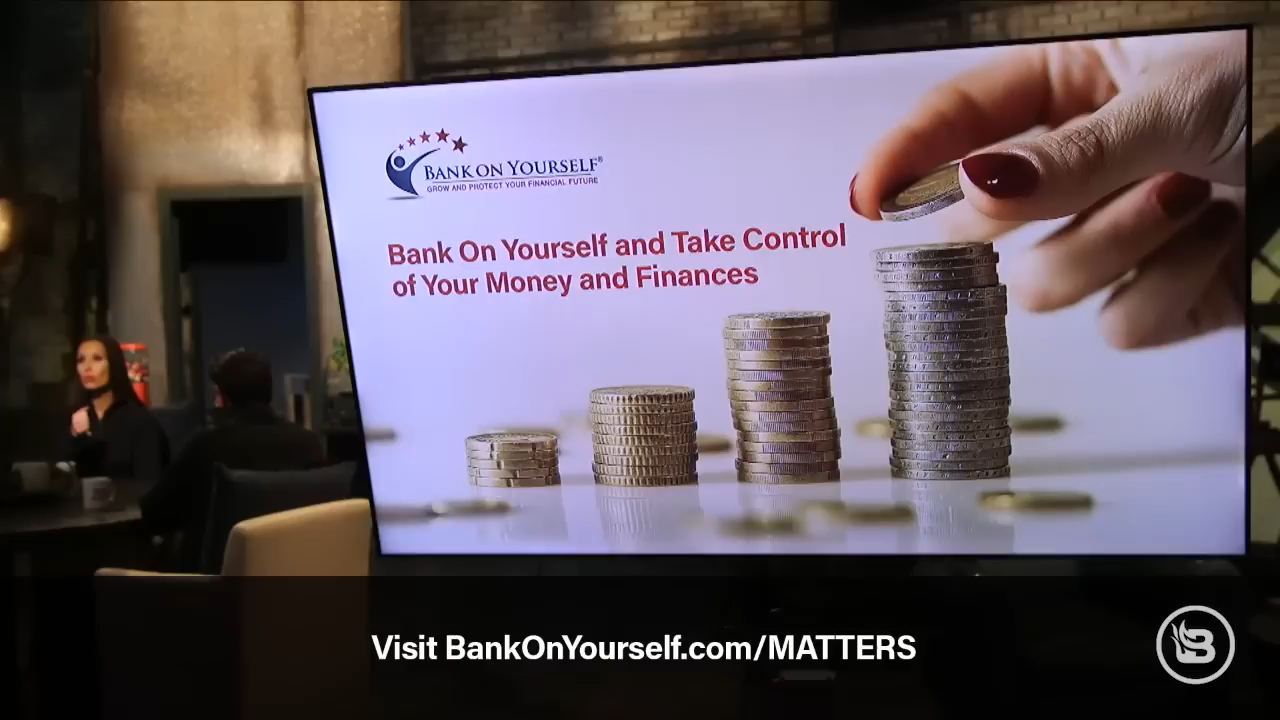 BANK ON YOURSELF®
GROW AND PROTECT YOUR FINANCIAL FUTURE
Bank On Yourself and Take Control
of Your Money and Finances
Visit BankOnYourself.com/MATTERS
B